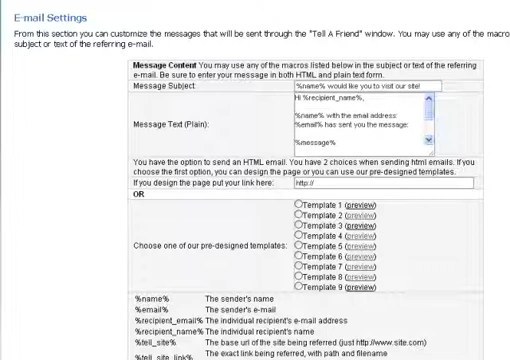 E-mail Settings
From this section you can customize the messages that will be sent through the "Tell A Friend" window. You may use any of the macro
subject or text of the referring e-mail.
Message Content You may use any of the macros listed below in the subject or text of the referring
e-mail. Be sure to enter your message in both HTML and plain text form.
Message Subject %name% would like you to visit our site!
Hi %recipient_name%,
%name% with the email address:
Message Text (Plain): %email% has sent you the message:
%message%
You have the option to send an HTML email. You have 2 choices when sending html emails. If you
choose the first option, you can design the page or you can use our pre-designed templates.
If you design the page put your link here: http://
OR
Template 1 (preview)
Template 2 (preview)
Template 3 (preview)
Template 4 (preview)
Choose one of our pre-designed templates: Template 5 (preview)
Template 6 (preview)
Template 7 (preview)
Template 8 (preview)
Template 9 (preview)
%name% The sender's name
%email% The sender's e-mail
%recipient_email% The individual recipient's e-mail address
%recipient_name% The individual recipient's name
%tell_site% The base url of the site being referred (just http://www.site.com)
%tell_site_link% The exact link being referred, with path and filename